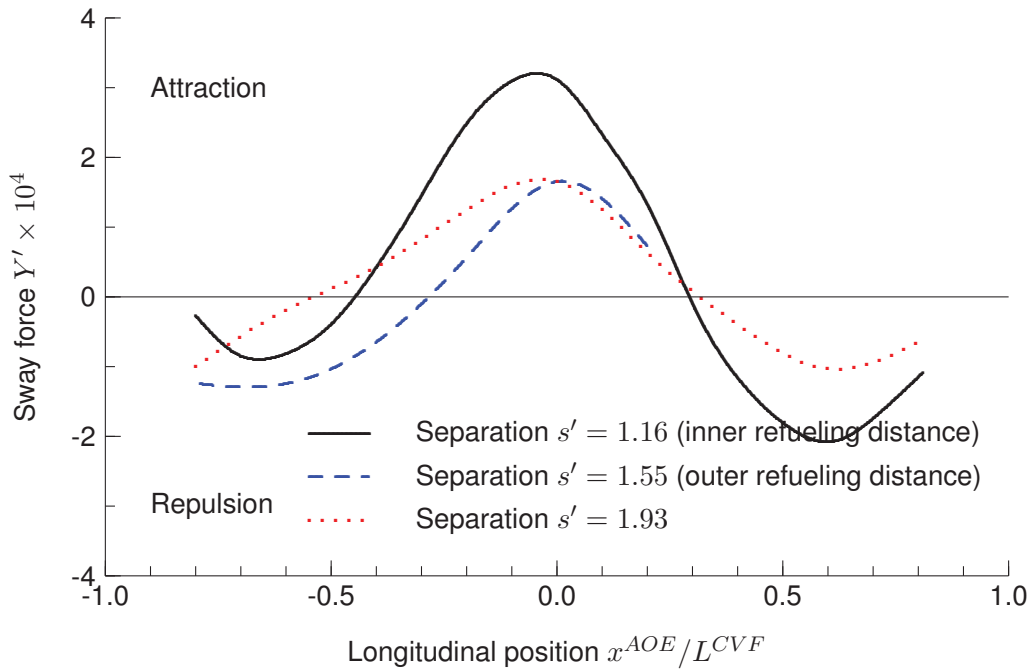 4
Attraction
2
Sway force Y′ × 10⁴
0
-2
Separation s′ = 1.16 (inner refueling distance)
Separation s′ = 1.55 (outer refueling distance)
Repulsion
Separation s′ = 1.93
-4
-1.0 -0.5 0.0 0.5 1.0
Longitudinal position x^{AOE}/L^{CVF}